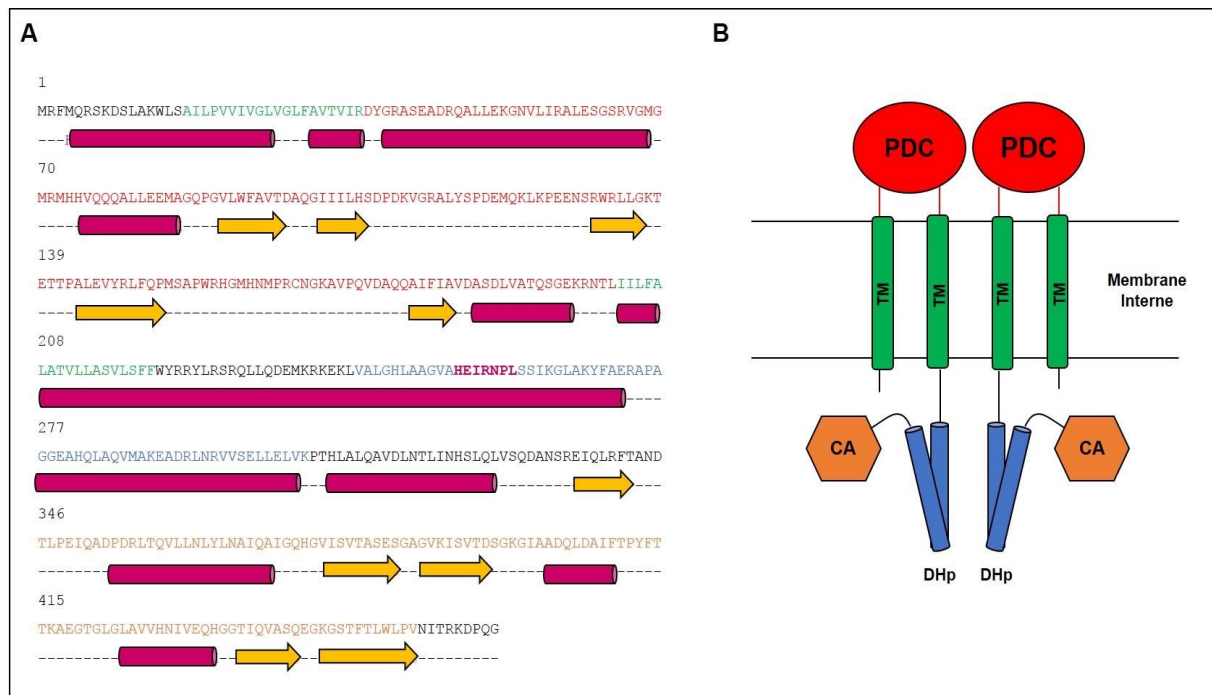 A
1
MRFMQRSKDSLAKWLSAILPVVIVGLVGLFAVTVIRDYGRASEADRQALLEKGNVLIRALESGSRVGMG
70
MRMHHVQQQALLEEMAGQPGVLWFAVTDAQGIIILHSDPDKVGRALYSPDEMQKLKPEENSRWRLLGKT
139
ETTPALEVYRLFQPMSAPWRHGMHNMPRCNGKAVPQVDAQQAIFIAVDASDLVATQSGEKRNTLIILFA
208
LATVLLASVLSFFWYRRYLRSRQLLQDEMKRKEKLVALGHLAAGVAHEIRNPLSSIKGLAKYFAERAPA
277
GGEAHQLAQVMAKEADRLNRVVSELLELVKPTHLALQAVDLNTLINHSLQLVSQDANSREIQLRFTAND
346
TLPEIQADPDRLTQVLLNLYLNAIQAIGQHGVISVTASESGAGVKISVTDSGKGIAADQLDAIFTPYFT
415
TKAEGTGLGLAVVHNIVEQHGGTIQVASQEGKGSTFTLWLPVNITRKDPQG
B
PDC PDC
TM TM TM TM
Membrane
Interne
CA CA
DHp DHp